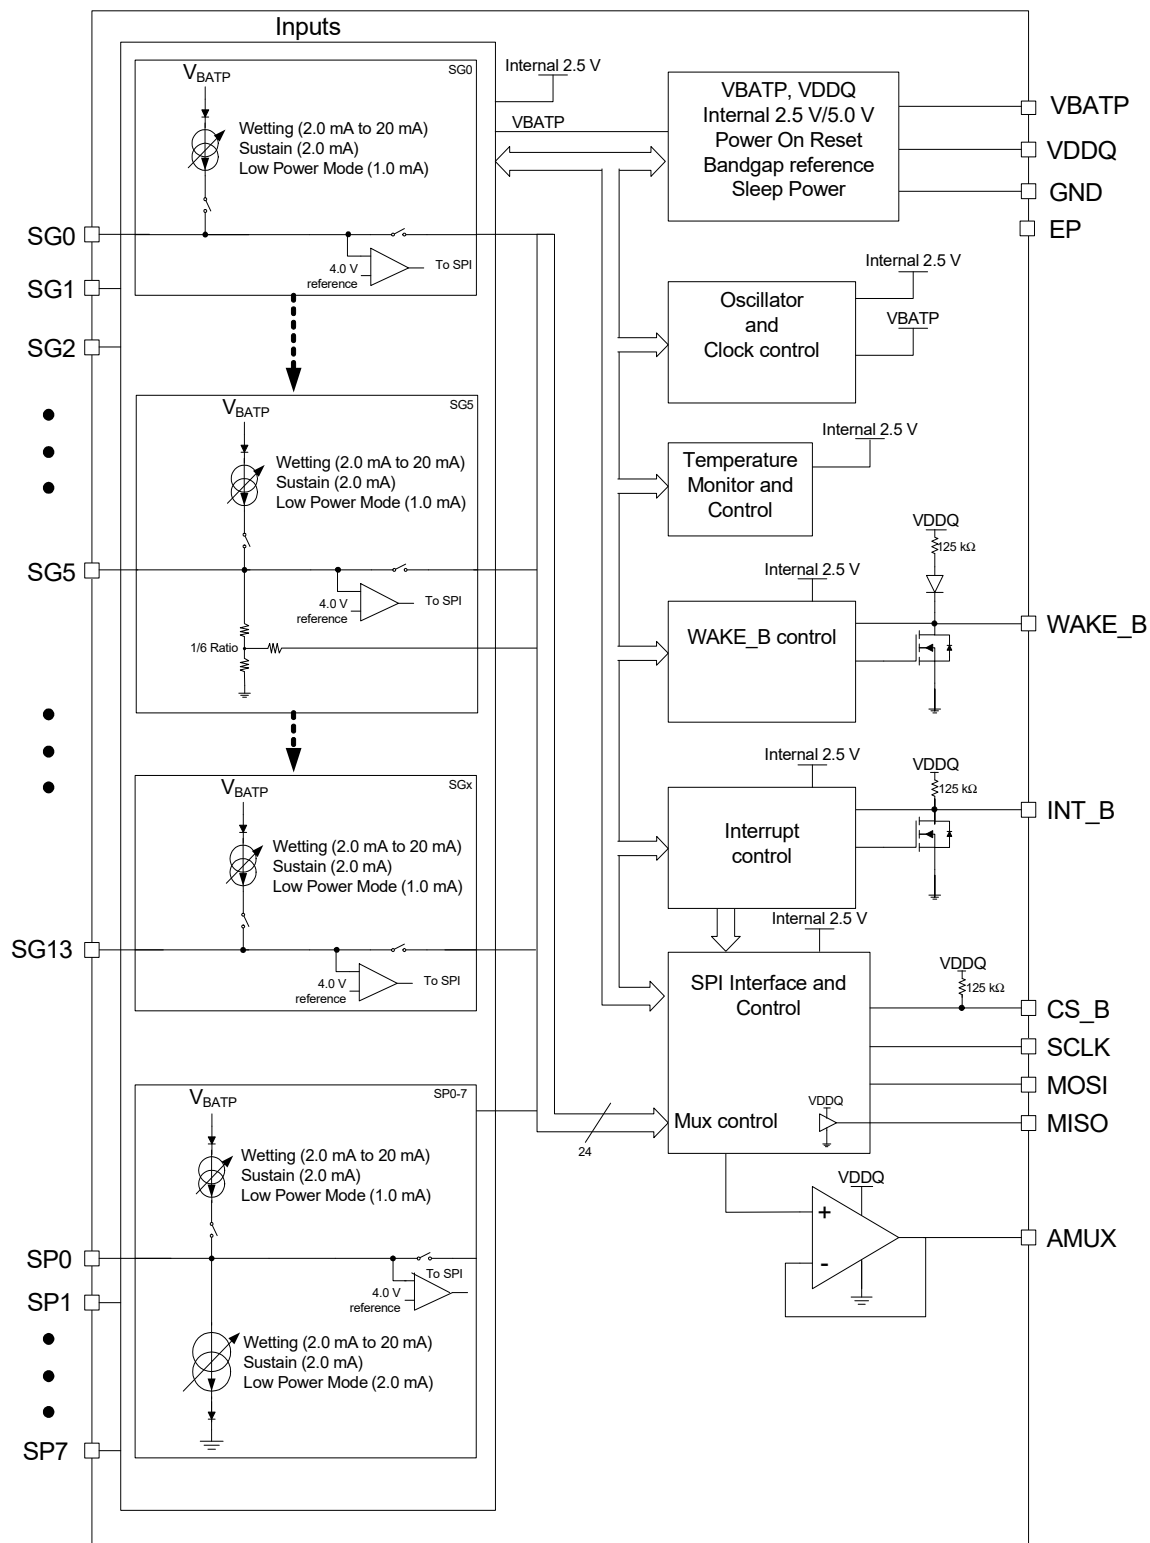 Inputs
SG0
VBATP
Wetting (2.0 mA to 20 mA)
Sustain (2.0 mA)
Low Power Mode (1.0 mA)
4.0 V
reference
To SPI
SG5
VBATP
Wetting (2.0 mA to 20 mA)
Sustain (2.0 mA)
Low Power Mode (1.0 mA)
4.0 V
reference
To SPI
1/6 Ratio
SGx
VBATP
Wetting (2.0 mA to 20 mA)
Sustain (2.0 mA)
Low Power Mode (1.0 mA)
4.0 V
reference
To SPI
SP0-7
VBATP
Wetting (2.0 mA to 20 mA)
Sustain (2.0 mA)
Low Power Mode (1.0 mA)
To SPI
4.0 V
reference
Wetting (2.0 mA to 20 mA)
Sustain (2.0 mA)
Low Power Mode (2.0 mA)
SG0
SG1
SG2
SG5
SG13
SP0
SP1
SP7
Internal 2.5 V
VBATP
VBATP, VDDQ
Internal 2.5 V/5.0 V
Power On Reset
Bandgap reference
Sleep Power
VBATP
VDDQ
GND
EP
Internal 2.5 V
VBATP
Oscillator
and
Clock control
Internal 2.5 V
Temperature
Monitor and
Control
Internal 2.5 V
WAKE_B control
VDDQ
125 kΩ
WAKE_B
Internal 2.5 V
Interrupt
control
VDDQ
125 kΩ
INT_B
Internal 2.5 V
SPI Interface and
Control
VDDQ
125 kΩ
CS_B
SCLK
MOSI
VDDQ
MISO
Mux control
24
VDDQ
+
-
AMUX